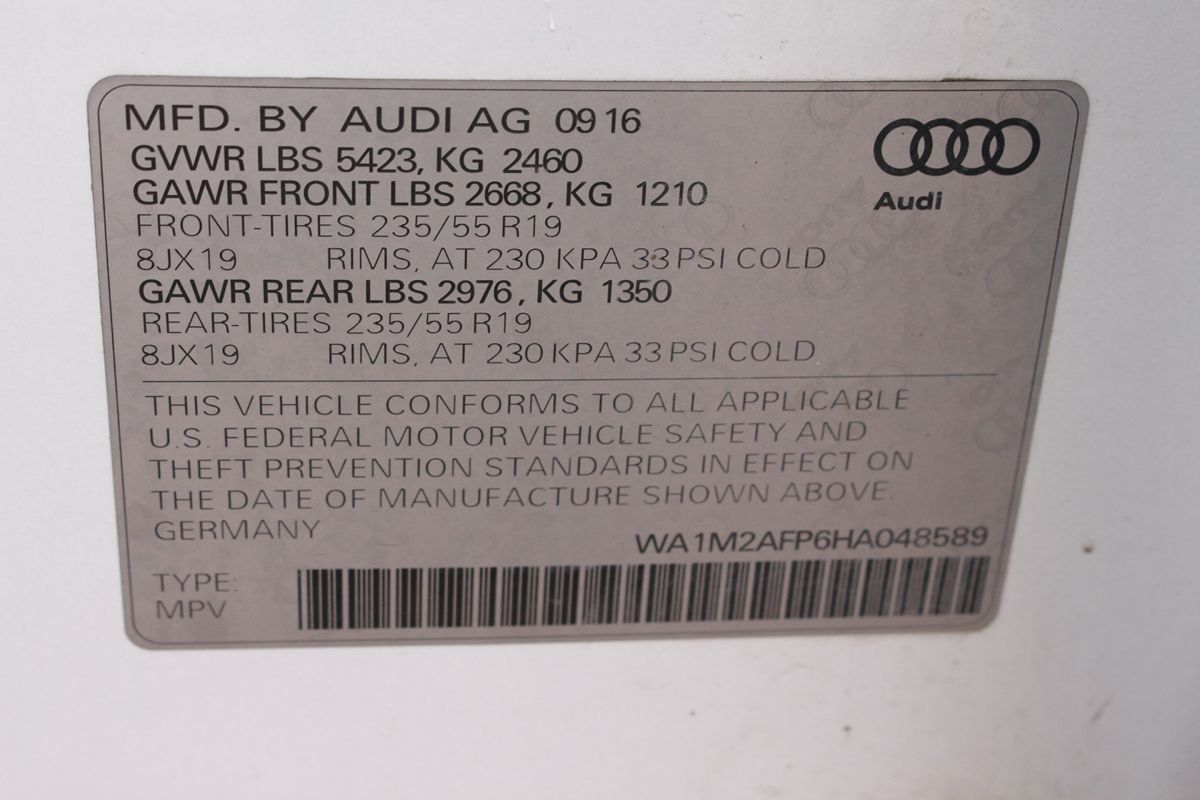 MFD. BY AUDI AG 09 16
GVWR LBS 5423, KG 2460
GAWR FRONT LBS 2668, KG 1210
FRONT-TIRES 235/55 R19
8JX19 RIMS, AT 230 KPA 33 PSI COLD
GAWR REAR LBS 2976, KG 1350
REAR-TIRES 235/55 R19
8JX19 RIMS, AT 230 KPA 33 PSI COLD
Audi
THIS VEHICLE CONFORMS TO ALL APPLICABLE
U.S. FEDERAL MOTOR VEHICLE SAFETY AND
THEFT PREVENTION STANDARDS IN EFFECT ON
THE DATE OF MANUFACTURE SHOWN ABOVE.
GERMANY
WA1M2AFP6HA048589
TYPE:
MPV